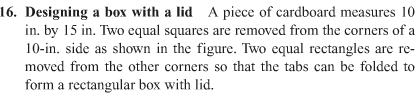 16. Designing a box with a lid A piece of cardboard measures 10
in. by 15 in. Two equal squares are removed from the corners of a
10-in. side as shown in the figure. Two equal rectangles are re-
moved from the other corners so that the tabs can be folded to
form a rectangular box with lid.